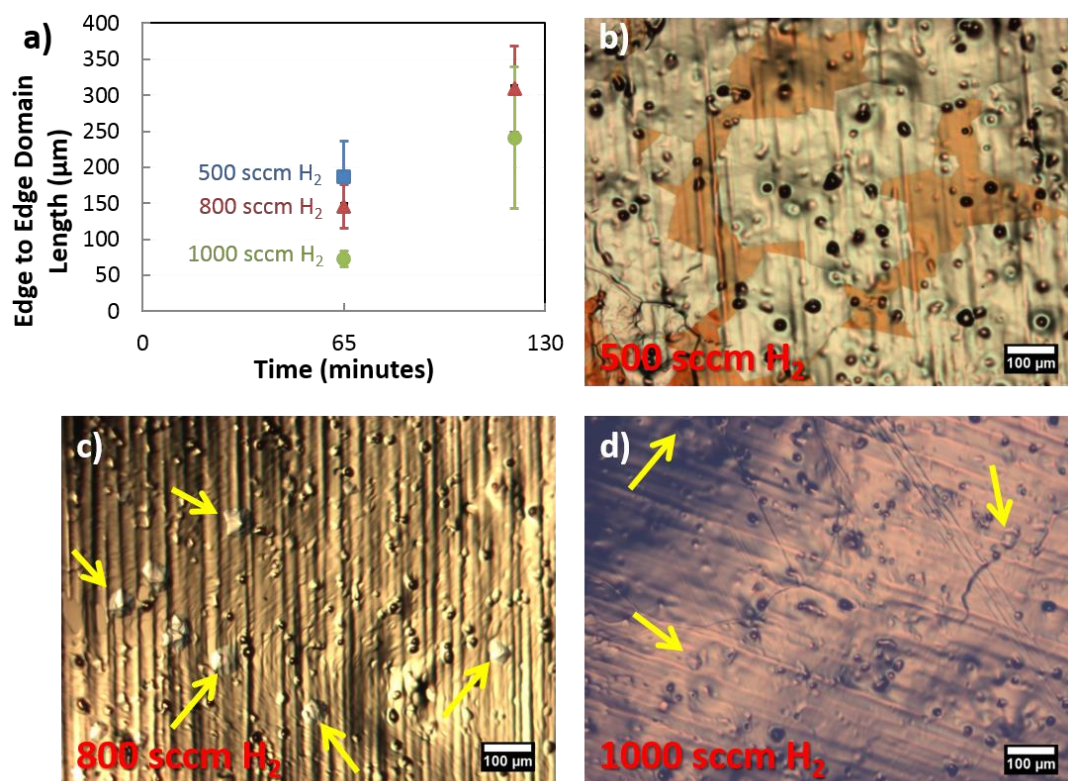 a)
400
350
300
250
200
150
100
50
0
Edge to Edge Domain
Length (µm)
500 sccm H₂
800 sccm H₂
1000 sccm H₂
0
65
130
Time (minutes)
b)
500 sccm H₂
100 µm
c)
800 sccm H₂
100 µm
d)
1000 sccm H₂
100 µm